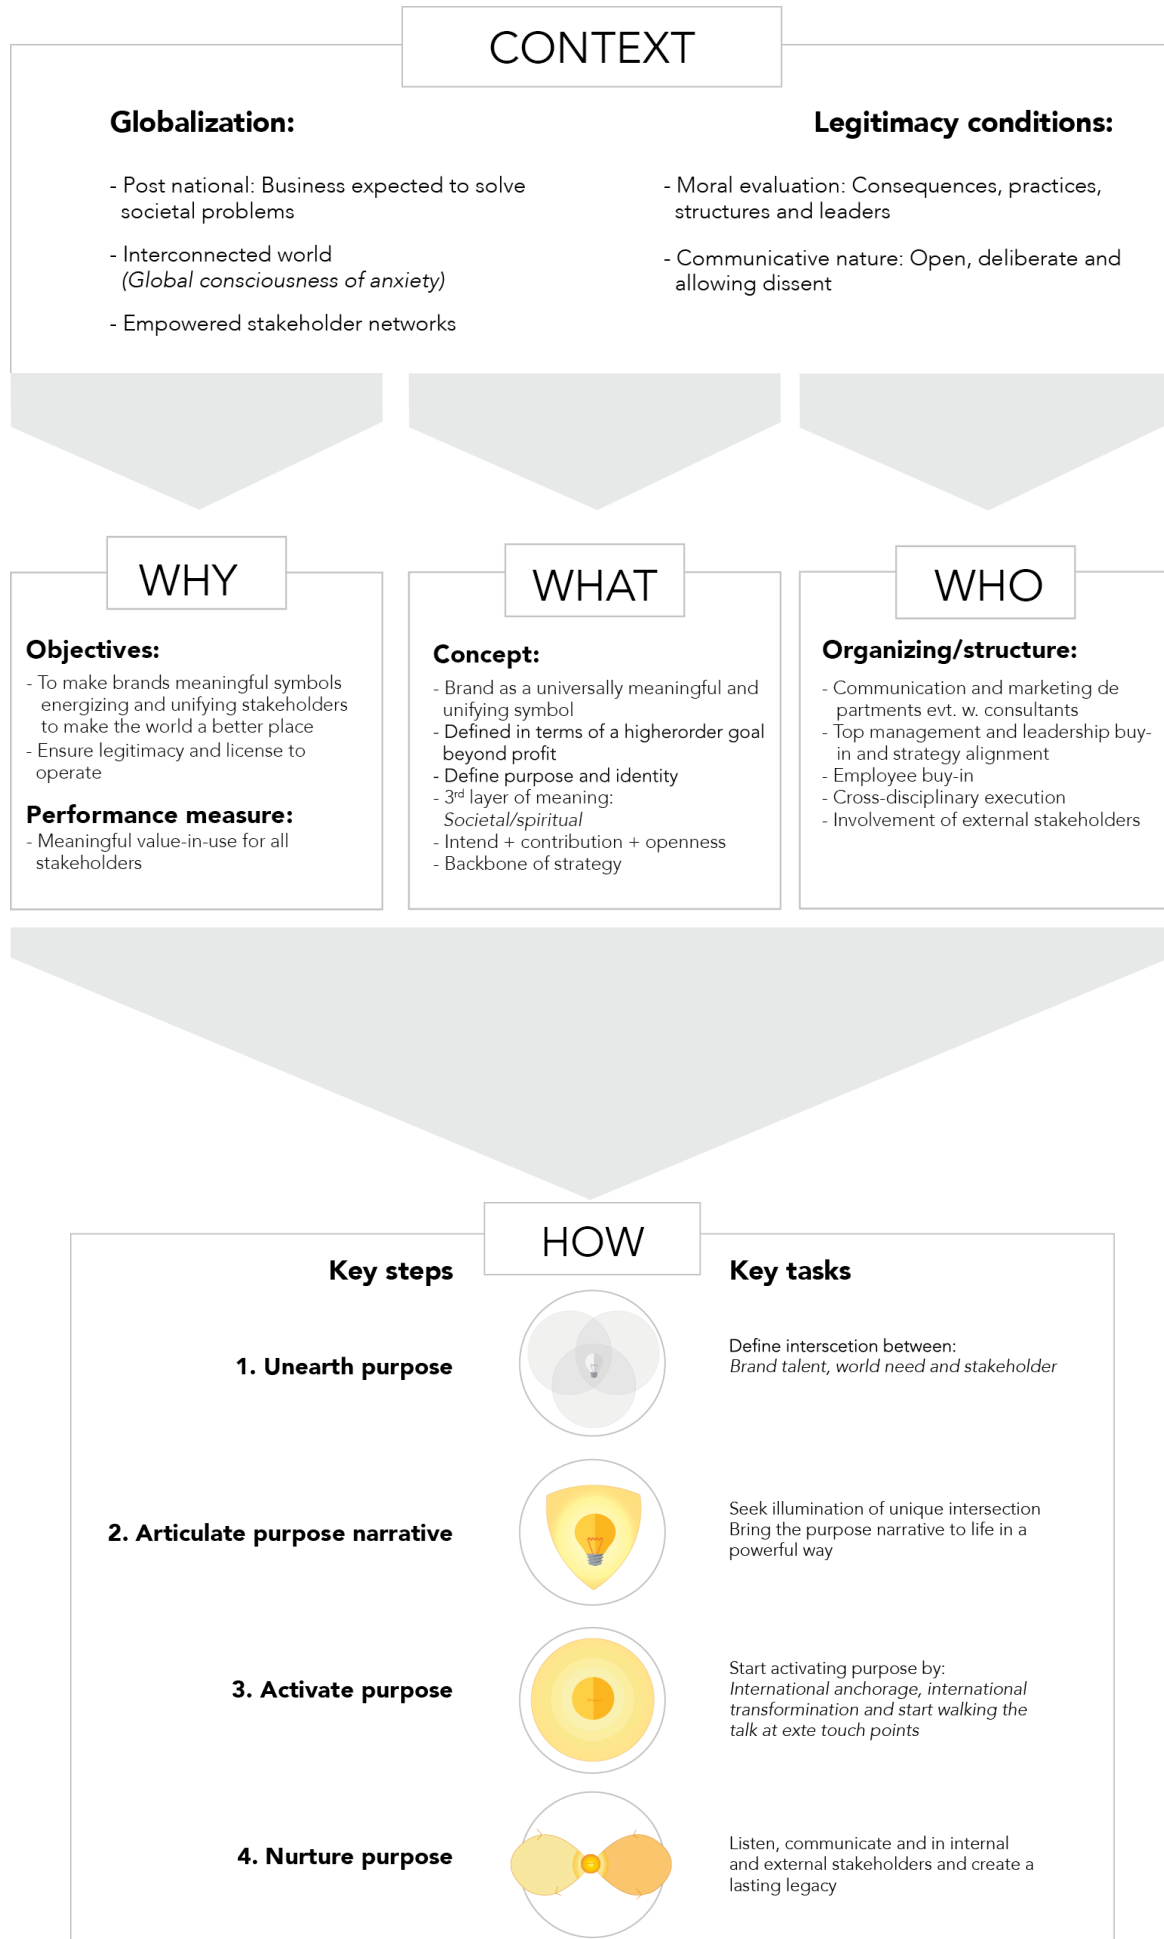 CONTEXT
Globalization:
- Post national: Business expected to solve
societal problems
- Interconnected world
(Global consciousness of anxiety)
- Empowered stakeholder networks
Legitimacy conditions:
- Moral evaluation: Consequences, practices,
structures and leaders
- Communicative nature: Open, deliberate and
allowing dissent
WHY
Objectives:
- To make brands meaningful symbols
energizing and unifying stakeholders
to make the world a better place
- Ensure legitimacy and license to
operate
Performance measure:
- Meaningful value-in-use for all
stakeholders
WHAT
Concept:
- Brand as a universally meaningful and
unifying symbol
- Defined in terms of a higherorder goal
beyond profit
- Define purpose and identity
- 3rd layer of meaning:
Societal/spiritual
- Intend + contribution + openness
- Backbone of strategy
WHO
Organizing/structure:
- Communication and marketing de
partments evt. w. consultants
- Top management and leadership buy-
in and strategy alignment
- Employee buy-in
- Cross-disciplinary execution
- Involvement of external stakeholders
HOW
Key steps
Key tasks
1. Unearth purpose
Define interscetion between:
Brand talent, world need and stakeholder
2. Articulate purpose narrative
Seek illumination of unique intersection
Bring the purpose narrative to life in a
powerful way
3. Activate purpose
Start activating purpose by:
International anchorage, international
transformination and start walking the
talk at exte touch points
4. Nurture purpose
Listen, communicate and in internal
and external stakeholders and create a
lasting legacy